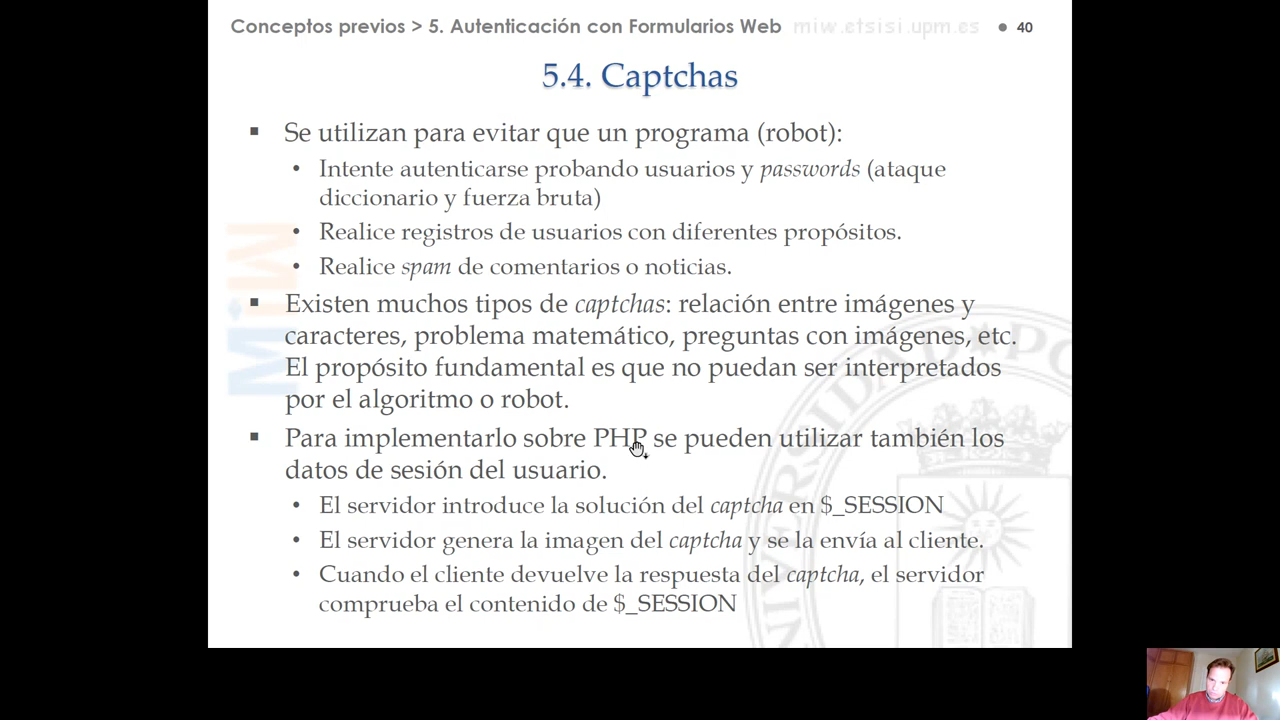 Conceptos previos > 5. Autenticación con Formularios Web miw.etsisi.upm.es ● 40
5.4. Captchas
▪ Se utilizan para evitar que un programa (robot):
• Intente autenticarse probando usuarios y passwords (ataque
diccionario y fuerza bruta)
• Realice registros de usuarios con diferentes propósitos.
• Realice spam de comentarios o noticias.
▪ Existen muchos tipos de captchas: relación entre imágenes y
caracteres, problema matemático, preguntas con imágenes, etc.
El propósito fundamental es que no puedan ser interpretados
por el algoritmo o robot.
▪ Para implementarlo sobre PHP se pueden utilizar también los
datos de sesión del usuario.
• El servidor introduce la solución del captcha en $_SESSION
• El servidor genera la imagen del captcha y se la envía al cliente.
• Cuando el cliente devuelve la respuesta del captcha, el servidor
comprueba el contenido de $_SESSION
MiW